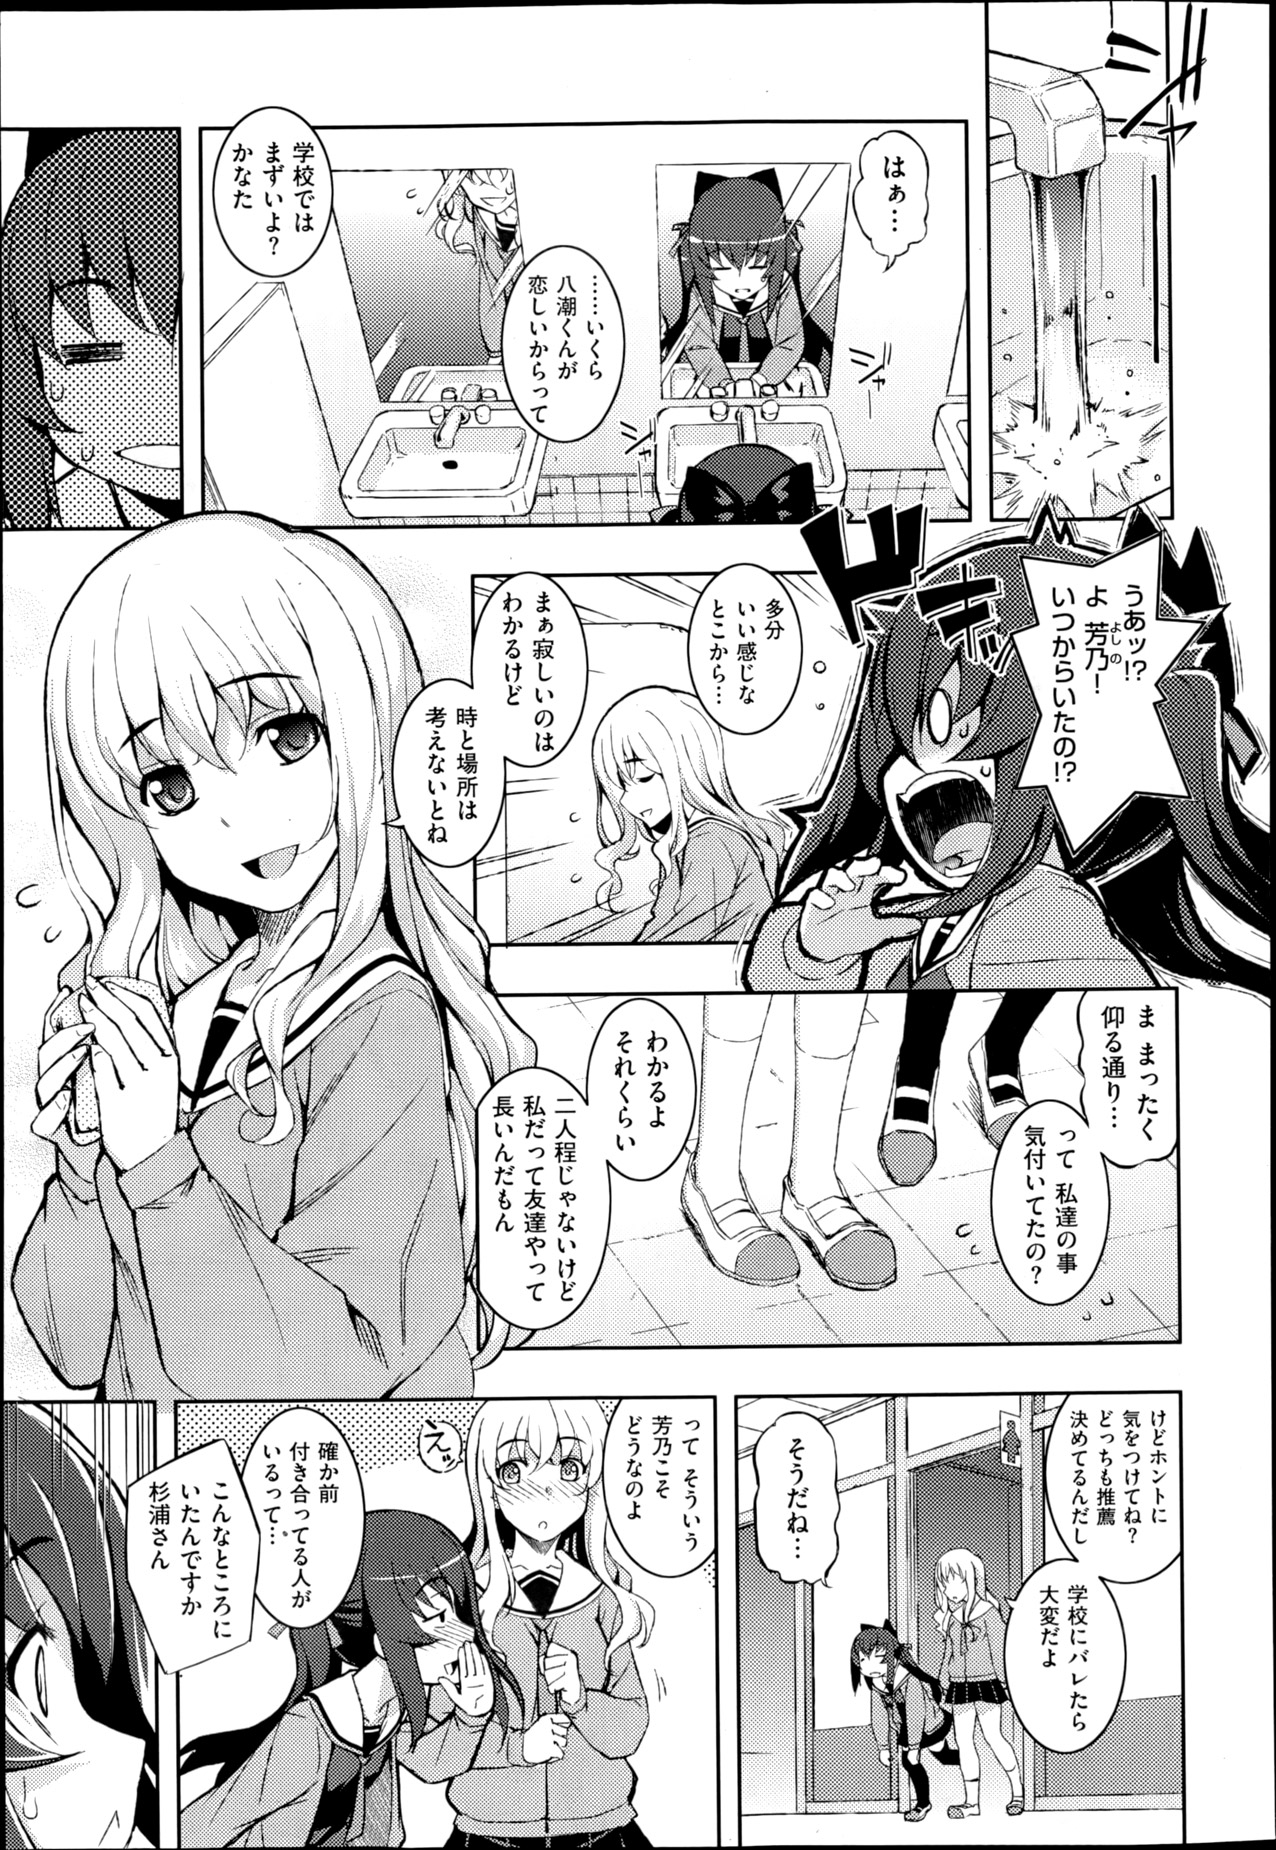 はぁ…
……いくら
八潮くんが
恋しいからって
学校では
まずいよ？
かなた
ジャ
うあッ!?
よ 芳乃！
よしの
いつからいたの!?
ドキッ
多分
いい感じな
とこから…
まぁ寂しいのは
わかるけど
時と場所は
考えないとね
ま まったく
仰る通り…
って 私達の事
気付いてたの？
わかるよ
それくらい
二人程じゃないけど
私だって友達やって
長いんだもん
けどホントに
気をつけてね？
どっちも推薦
決めてるんだし
学校にバレたら
大変だよ
そうだね…
って そういう
芳乃こそ
どうなのよ
えっ
確か前
付き合ってる人が
いるって…
こんなところに
いたんですか
杉浦さん